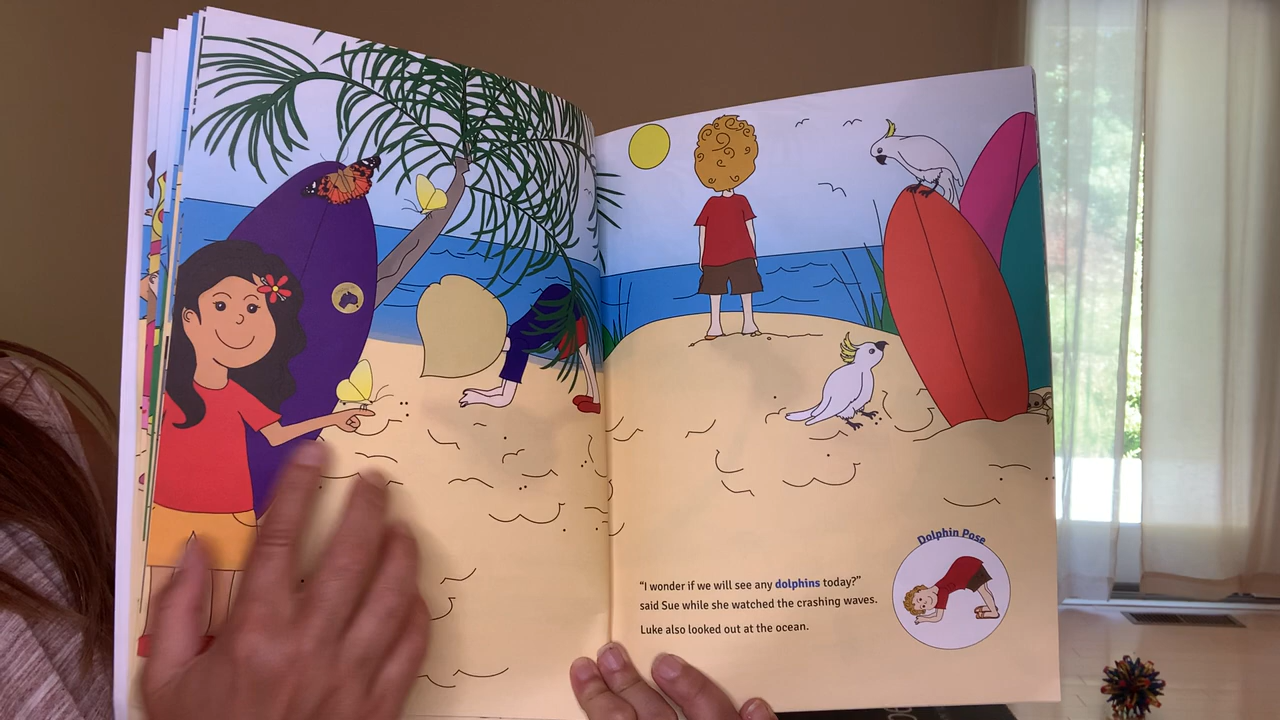 Dolphin Pose
"I wonder if we will see any dolphins today?"
said Sue while she watched the crashing waves.
Luke also looked out at the ocean.